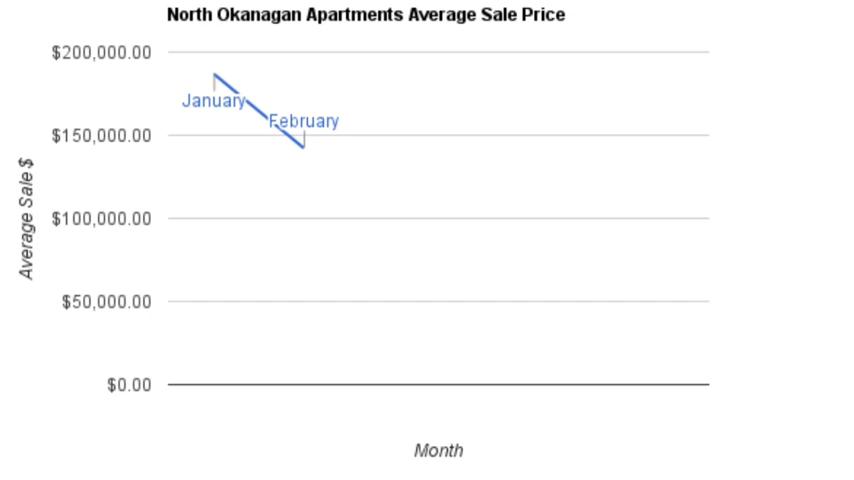 North Okanagan Apartments Average Sale Price
$200,000.00
January
February
$150,000.00
Average Sale $
$100,000.00
$50,000.00
$0.00
Month